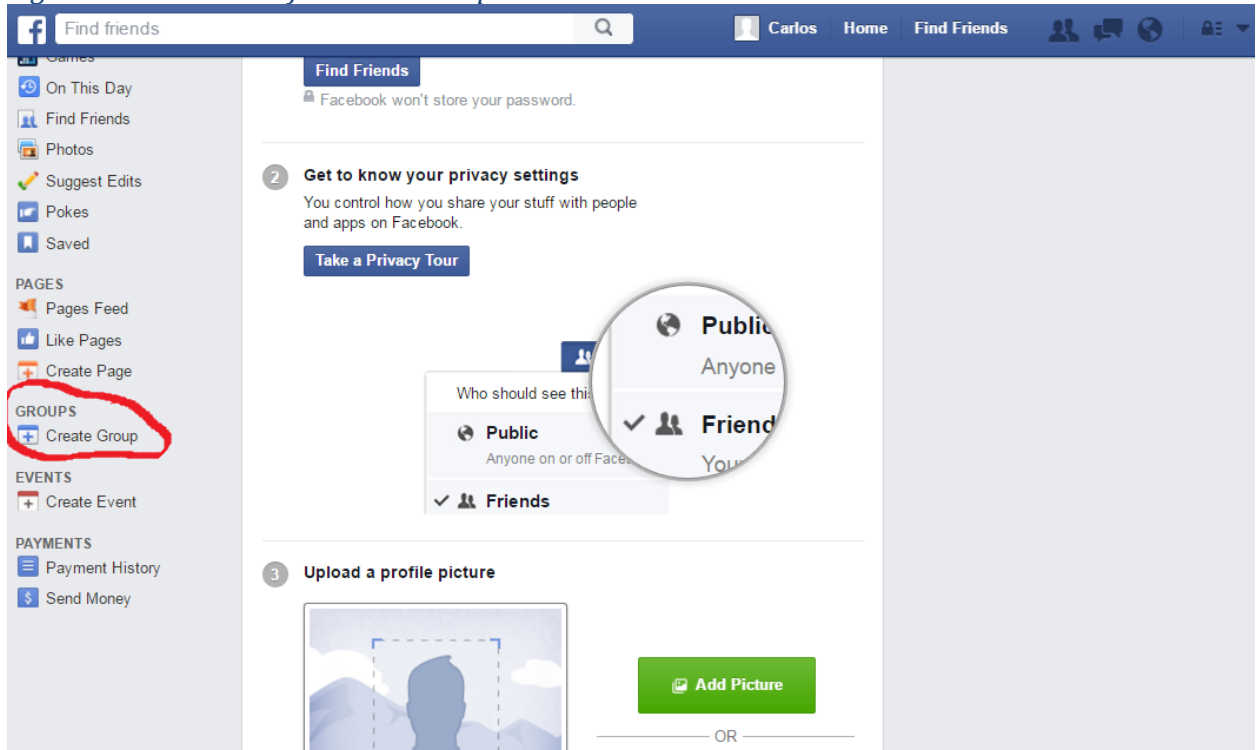 Find friends
Carlos Home Find Friends
Games
On This Day
Find Friends
Photos
Suggest Edits
Pokes
Saved
PAGES
Pages Feed
Like Pages
Create Page
GROUPS
Create Group
EVENTS
Create Event
PAYMENTS
Payment History
Send Money
Find Friends
Facebook won't store your password.
2 Get to know your privacy settings
You control how you share your stuff with people
and apps on Facebook.
Take a Privacy Tour
Who should see this
Public
Anyone on or off Faceb
Friends
Public
Anyone
Friend
You
3 Upload a profile picture
Add Picture
OR